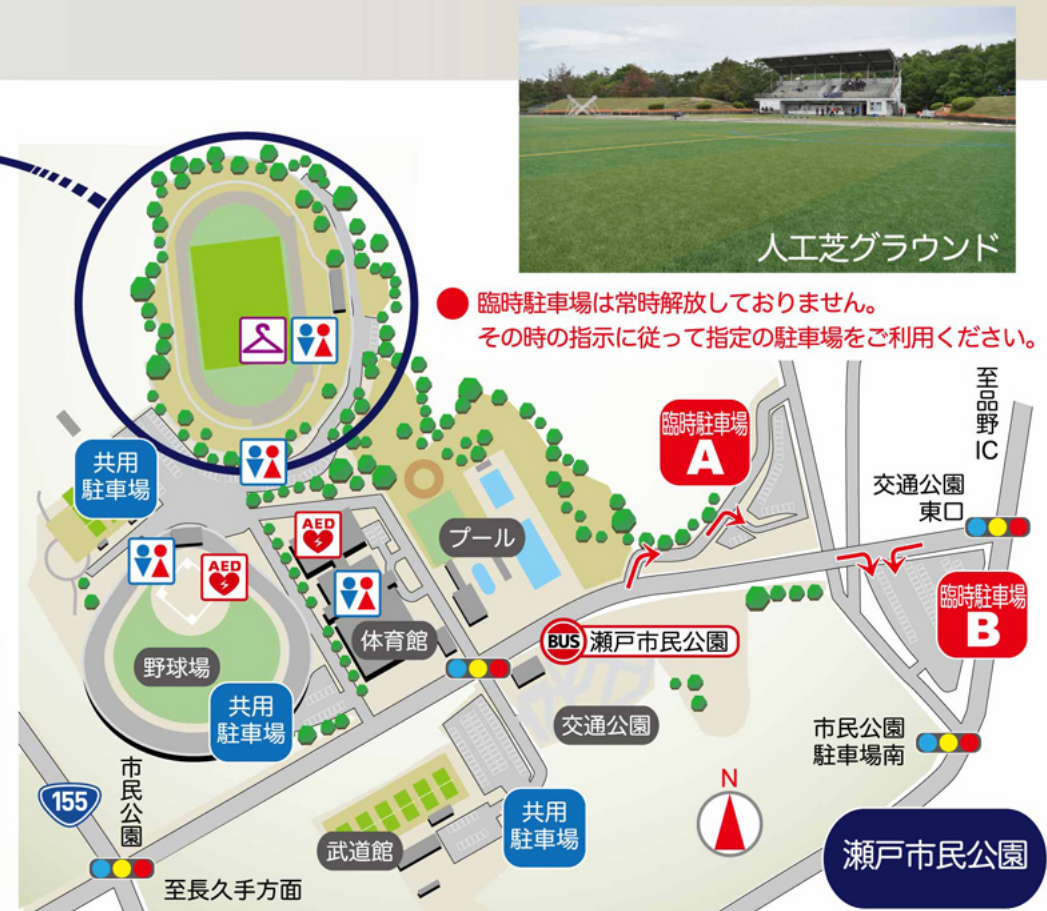 人工芝グラウンド
臨時駐車場は常時解放しておりません。
その時の指示に従って指定の駐車場をご利用ください。
至品野IC
臨時駐車場
A
共用
駐車場
交通公園
東口
AED
プール
AED
臨時駐車場
B
体育館
BUS 瀬戸市民公園
野球場
共用
駐車場
交通公園
市民公園
駐車場南
市民公園
155
N
共用
駐車場
武道館
瀬戸市民公園
至長久手方面